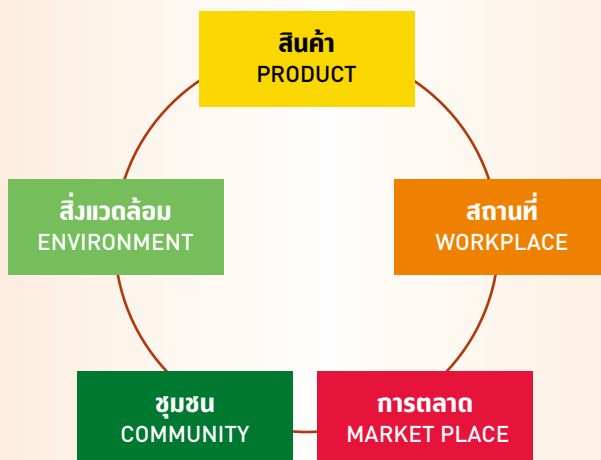 สินค้า
PRODUCT
สิ่งแวดล้อม
ENVIRONMENT
สถานที่
WORKPLACE
ชุมชน
COMMUNITY
การตลาด
MARKET PLACE